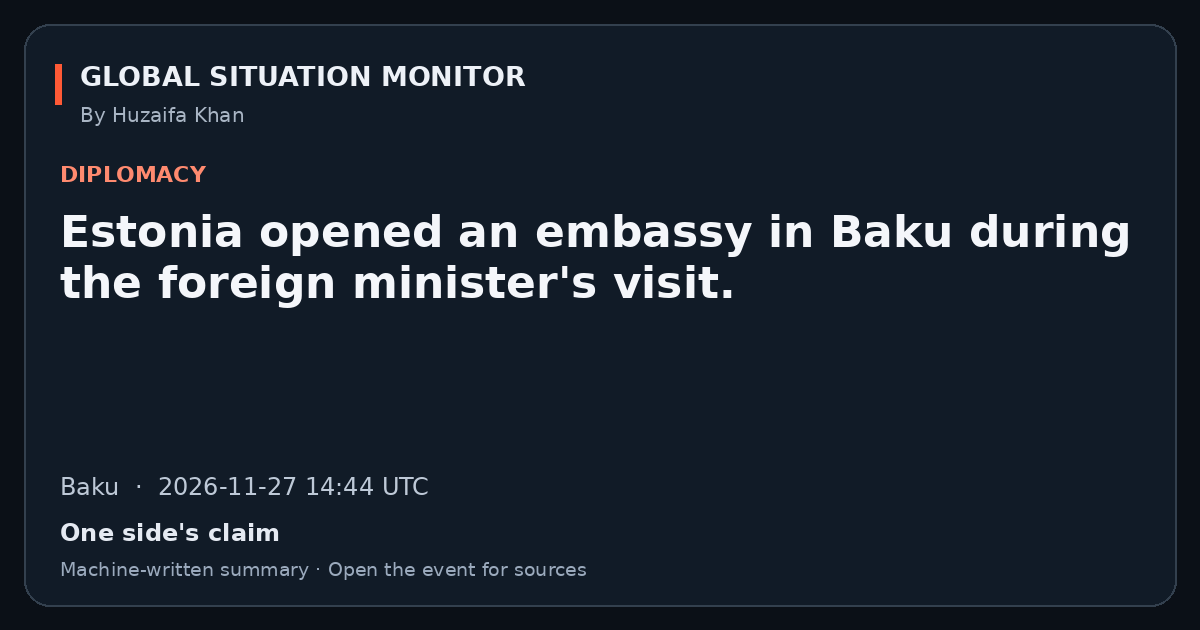 GLOBAL SITUATION MONITOR
By Huzaifa Khan
DIPLOMACY
Estonia opened an embassy in Baku during
the foreign minister's visit.
Baku · 2026-11-27 14:44 UTC
One side's claim
Machine-written summary · Open the event for sources